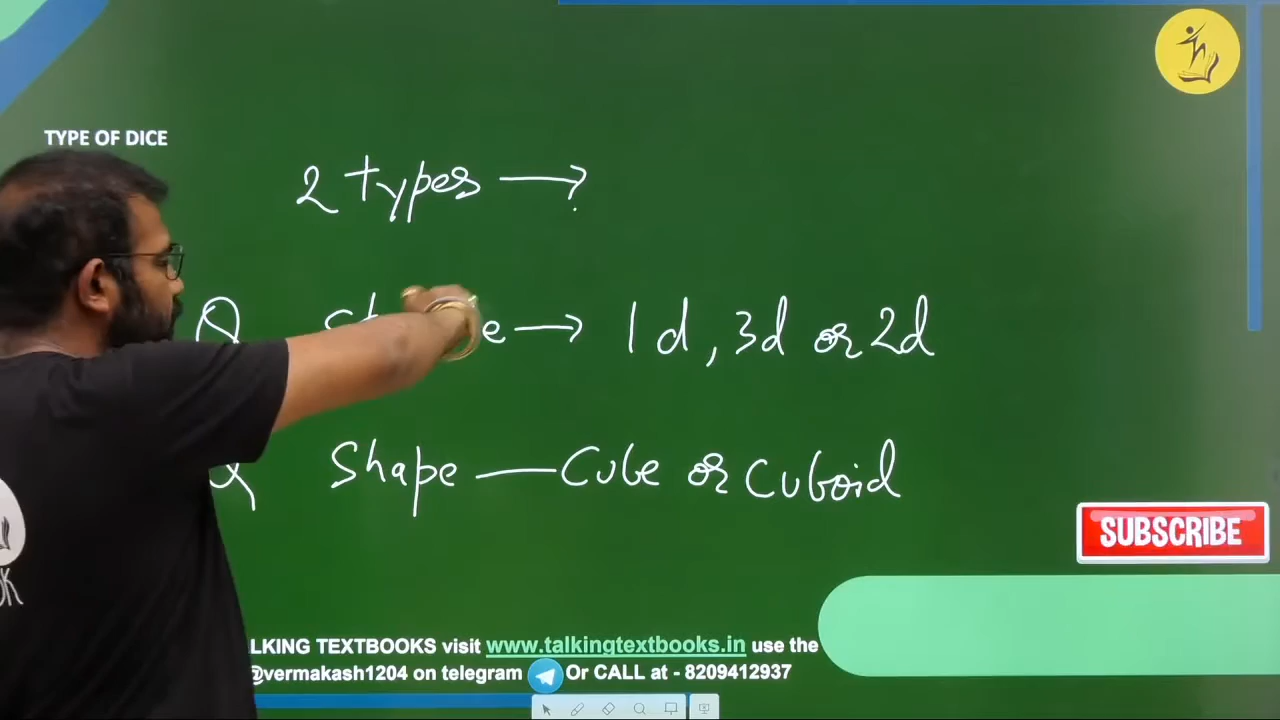 TYPE OF DICE
2 types →?
Q → 1d, 3d or 2d
Shape — Cube or Cuboid
SUBSCRIBE
TEXTBOOKS visit www.talkingtextbooks.in use the
@vermakash1204 on telegram Or CALL at - 8209412937